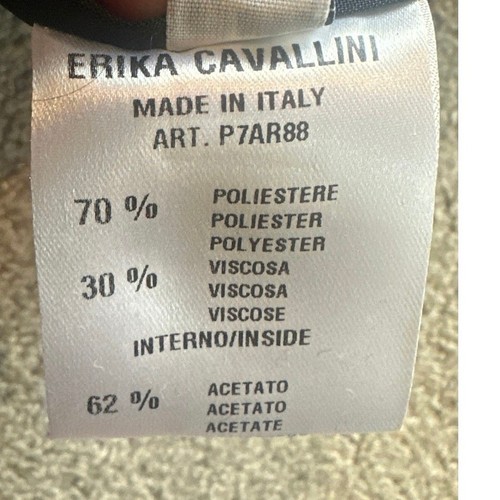 ERIKA CAVALLINI
MADE IN ITALY
ART. P7AR88
70 % POLIESTERE
POLIESTER
POLYESTER
30 % VISCOSA
VISCOSA
VISCOSE
INTERNO/INSIDE
62 % ACETATO
ACETATO
ACETATE